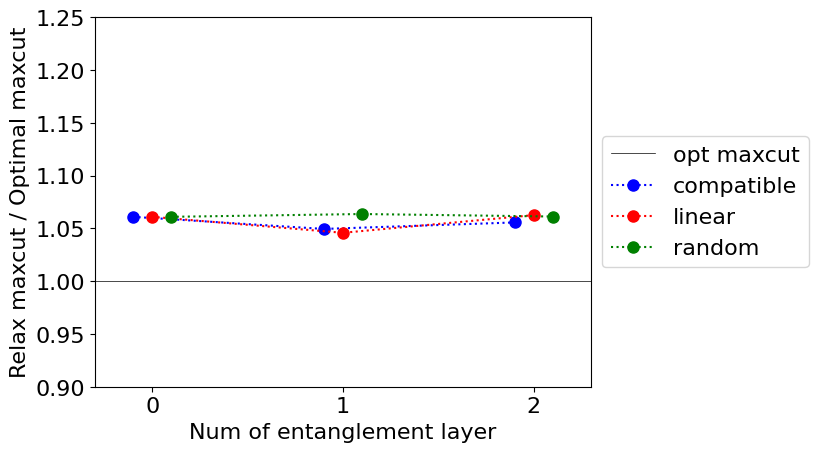 Relax maxcut / Optimal maxcut
1.25
1.20
1.15
1.10
1.05
1.00
0.95
0.90
0 1 2
Num of entanglement layer
opt maxcut
compatible
linear
random